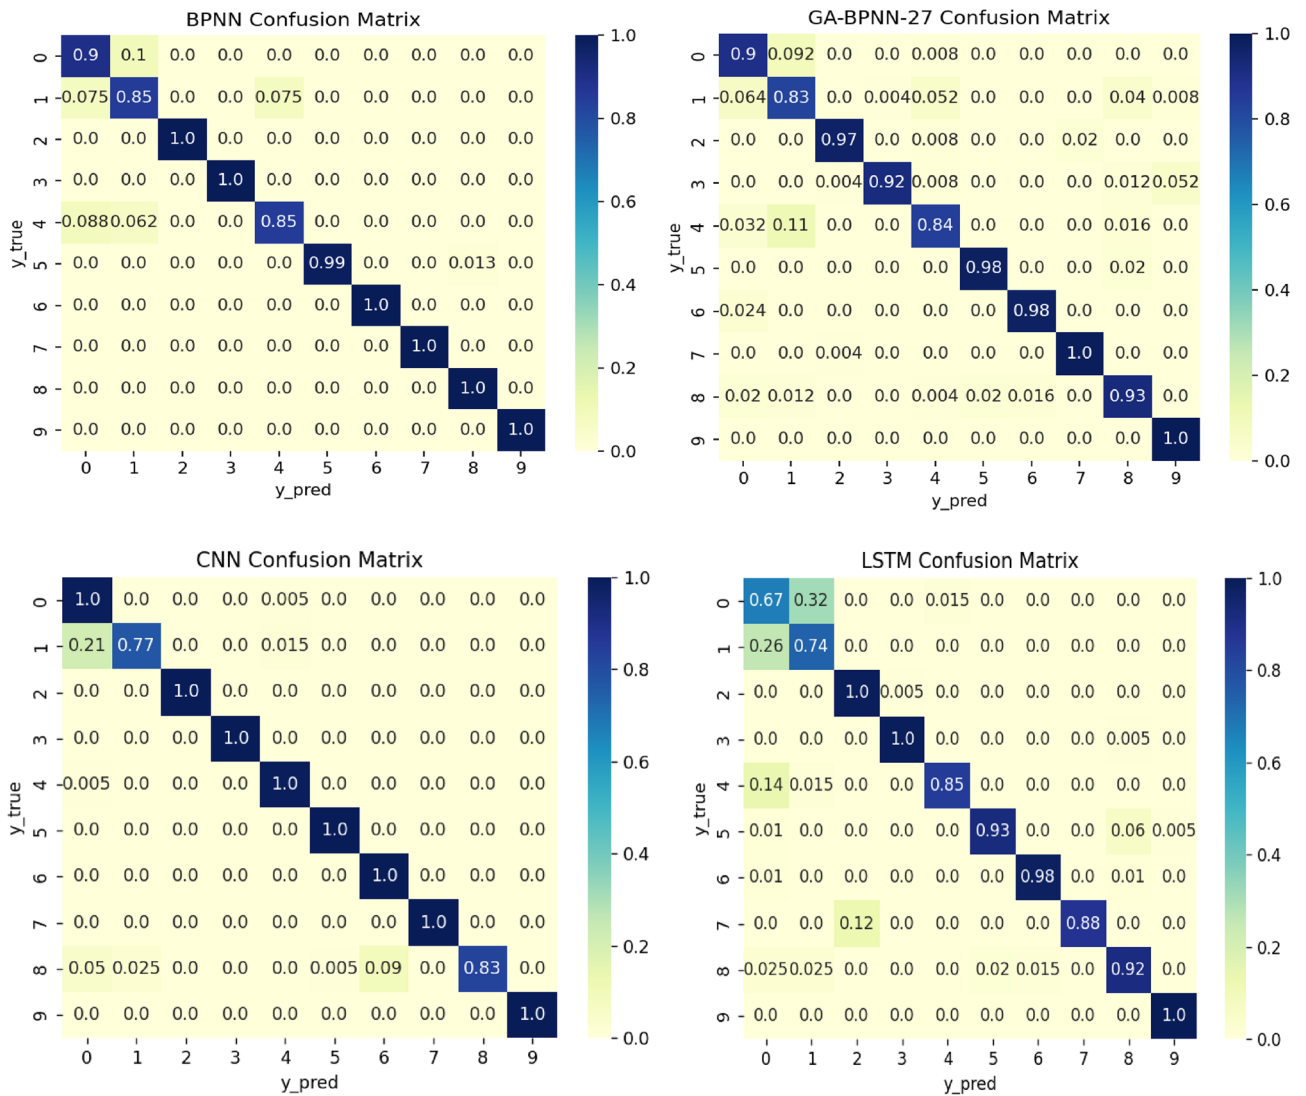 BPNN Confusion Matrix
0 0.9 0.1 0.0 0.0 0.0 0.0 0.0 0.0 0.0 0.0
1 0.075 0.85 0.0 0.0 0.075 0.0 0.0 0.0 0.0 0.0
2 0.0 0.0 1.0 0.0 0.0 0.0 0.0 0.0 0.0 0.0
3 0.0 0.0 0.0 1.0 0.0 0.0 0.0 0.0 0.0 0.0
4 0.088 0.062 0.0 0.0 0.85 0.0 0.0 0.0 0.0 0.0
5 0.0 0.0 0.0 0.0 0.0 0.99 0.0 0.0 0.013 0.0
6 0.0 0.0 0.0 0.0 0.0 0.0 1.0 0.0 0.0 0.0
7 0.0 0.0 0.0 0.0 0.0 0.0 0.0 1.0 0.0 0.0
8 0.0 0.0 0.0 0.0 0.0 0.0 0.0 0.0 1.0 0.0
9 0.0 0.0 0.0 0.0 0.0 0.0 0.0 0.0 0.0 1.0
0 1 2 3 4 5 6 7 8 9
y_pred
y_true
1.0
0.8
0.6
0.4
0.2
0.0
GA-BPNN-27 Confusion Matrix
0 0.9 0.092 0.0 0.0 0.008 0.0 0.0 0.0 0.0 0.0
1 0.064 0.83 0.0 0.004 0.052 0.0 0.0 0.0 0.04 0.008
2 0.0 0.0 0.97 0.0 0.008 0.0 0.0 0.02 0.0 0.0
3 0.0 0.0 0.004 0.92 0.008 0.0 0.0 0.0 0.012 0.052
4 0.032 0.11 0.0 0.0 0.84 0.0 0.0 0.0 0.016 0.0
5 0.0 0.0 0.0 0.0 0.0 0.98 0.0 0.0 0.02 0.0
6 0.024 0.0 0.0 0.0 0.0 0.0 0.98 0.0 0.0 0.0
7 0.0 0.0 0.004 0.0 0.0 0.0 0.0 1.0 0.0 0.0
8 0.02 0.012 0.0 0.0 0.004 0.02 0.016 0.0 0.93 0.0
9 0.0 0.0 0.0 0.0 0.0 0.0 0.0 0.0 0.0 1.0
0 1 2 3 4 5 6 7 8 9
y_pred
y_true
1.0
0.8
0.6
0.4
0.2
0.0
CNN Confusion Matrix
0 1.0 0.0 0.0 0.0 0.005 0.0 0.0 0.0 0.0 0.0
1 0.21 0.77 0.0 0.0 0.015 0.0 0.0 0.0 0.0 0.0
2 0.0 0.0 1.0 0.0 0.0 0.0 0.0 0.0 0.0 0.0
3 0.0 0.0 0.0 1.0 0.0 0.0 0.0 0.0 0.0 0.0
4 0.005 0.0 0.0 0.0 1.0 0.0 0.0 0.0 0.0 0.0
5 0.0 0.0 0.0 0.0 0.0 1.0 0.0 0.0 0.0 0.0
6 0.0 0.0 0.0 0.0 0.0 0.0 1.0 0.0 0.0 0.0
7 0.0 0.0 0.0 0.0 0.0 0.0 0.0 1.0 0.0 0.0
8 0.05 0.025 0.0 0.0 0.0 0.005 0.09 0.0 0.83 0.0
9 0.0 0.0 0.0 0.0 0.0 0.0 0.0 0.0 0.0 1.0
0 1 2 3 4 5 6 7 8 9
y_pred
y_true
1.0
0.8
0.6
0.4
0.2
0.0
LSTM Confusion Matrix
0 0.67 0.32 0.0 0.0 0.015 0.0 0.0 0.0 0.0 0.0
1 0.26 0.74 0.0 0.0 0.0 0.0 0.0 0.0 0.0 0.0
2 0.0 0.0 1.0 0.005 0.0 0.0 0.0 0.0 0.0 0.0
3 0.0 0.0 0.0 1.0 0.0 0.0 0.0 0.0 0.005 0.0
4 0.14 0.015 0.0 0.0 0.85 0.0 0.0 0.0 0.0 0.0
5 0.01 0.0 0.0 0.0 0.0 0.93 0.0 0.0 0.06 0.005
6 0.01 0.0 0.0 0.0 0.0 0.0 0.98 0.0 0.01 0.0
7 0.0 0.0 0.12 0.0 0.0 0.0 0.0 0.88 0.0 0.0
8 0.025 0.025 0.0 0.0 0.0 0.02 0.015 0.0 0.92 0.0
9 0.0 0.0 0.0 0.0 0.0 0.0 0.0 0.0 0.0 1.0
0 1 2 3 4 5 6 7 8 9
y_pred
y_true
1.0
0.8
0.6
0.4
0.2
0.0